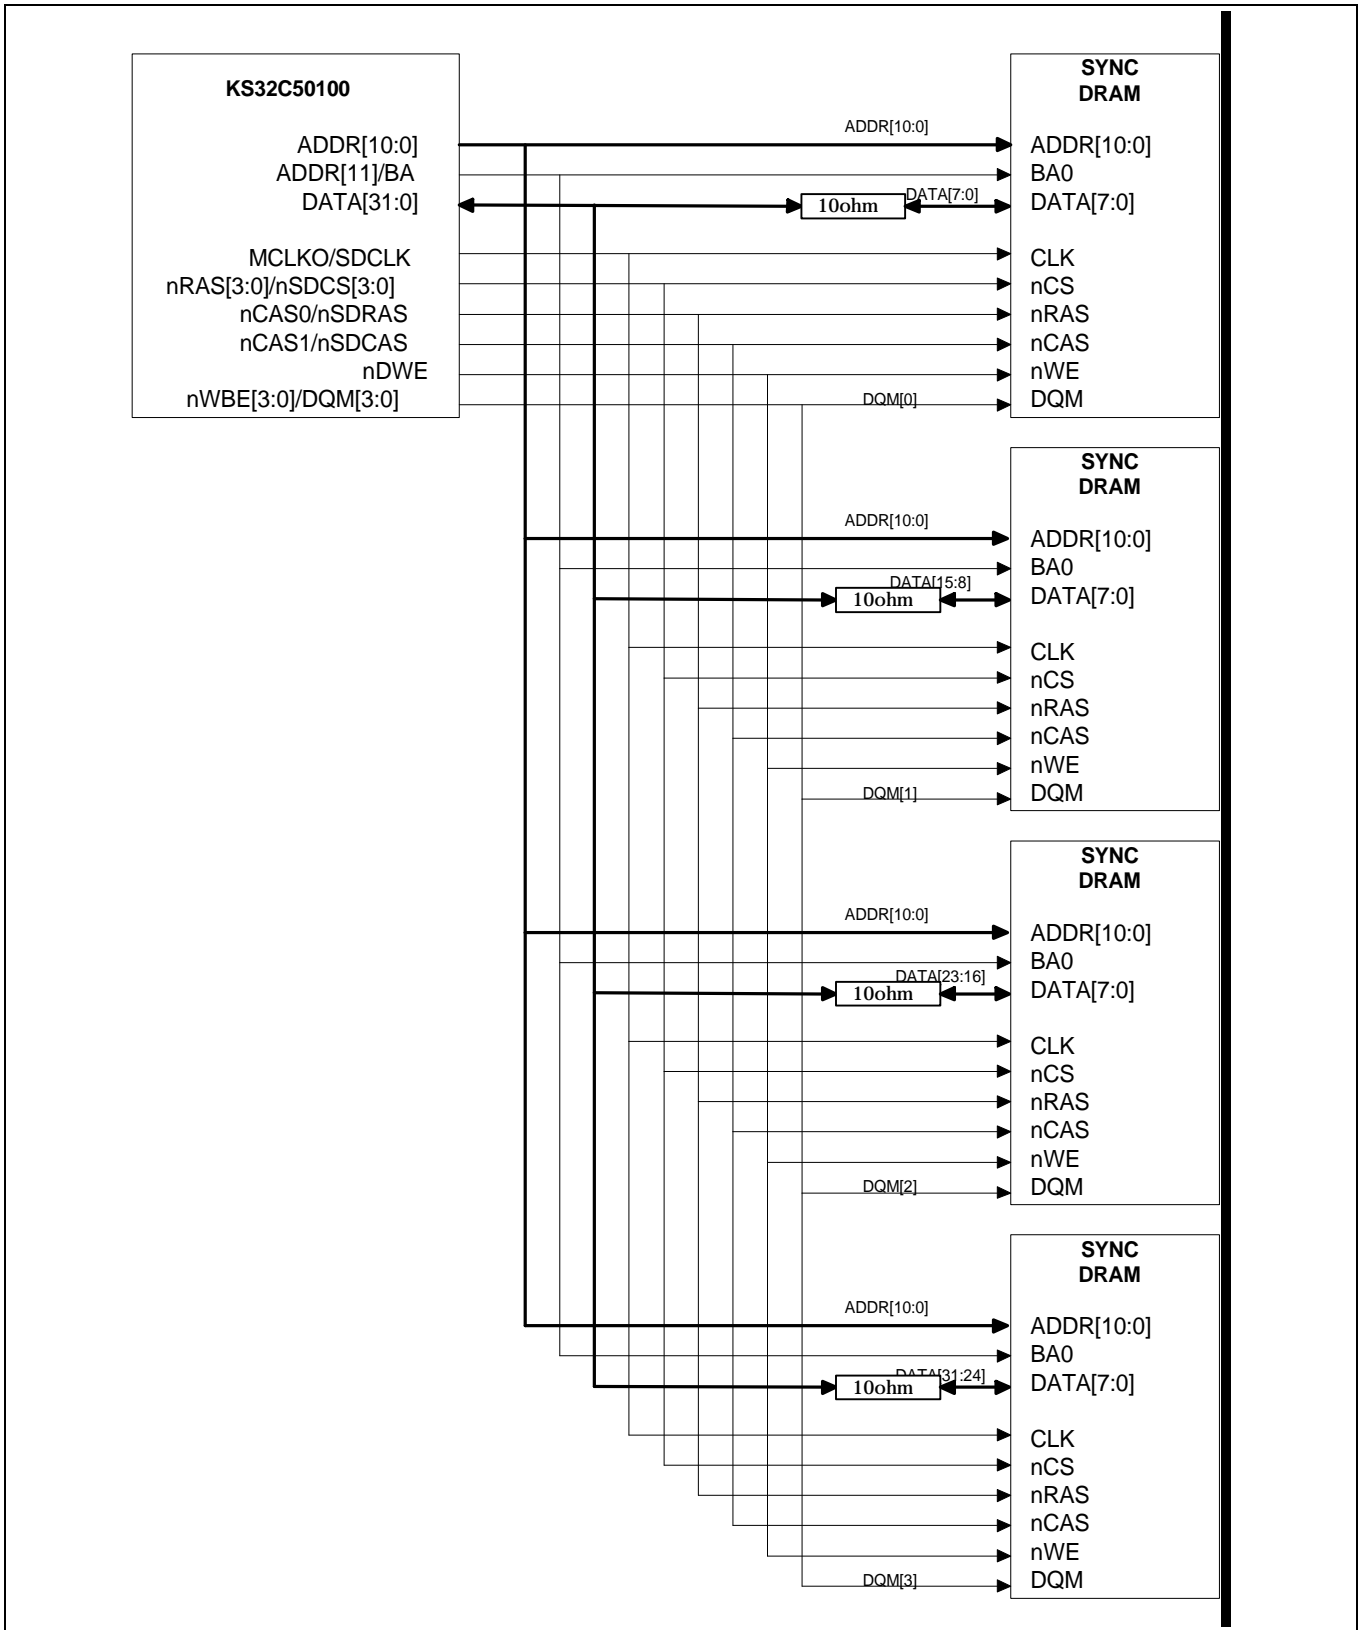 KS32C50100
ADDR[10:0]
ADDR[11]/BA
DATA[31:0]
MCLKO/SDCLK
nRAS[3:0]/nSDCS[3:0]
nCAS0/nSDRAS
nCAS1/nSDCAS
nDWE
nWBE[3:0]/DQM[3:0]
ADDR[10:0]
DATA[7:0]
10ohm
DQM[0]
SYNC
DRAM
ADDR[10:0]
BA0
DATA[7:0]
CLK
nCS
nRAS
nCAS
nWE
DQM
ADDR[10:0]
DATA[15:8]
10ohm
DQM[1]
SYNC
DRAM
ADDR[10:0]
BA0
DATA[7:0]
CLK
nCS
nRAS
nCAS
nWE
DQM
ADDR[10:0]
DATA[23:16]
10ohm
DQM[2]
SYNC
DRAM
ADDR[10:0]
BA0
DATA[7:0]
CLK
nCS
nRAS
nCAS
nWE
DQM
ADDR[10:0]
DATA[31:24]
10ohm
DQM[3]
SYNC
DRAM
ADDR[10:0]
BA0
DATA[7:0]
CLK
nCS
nRAS
nCAS
nWE
DQM